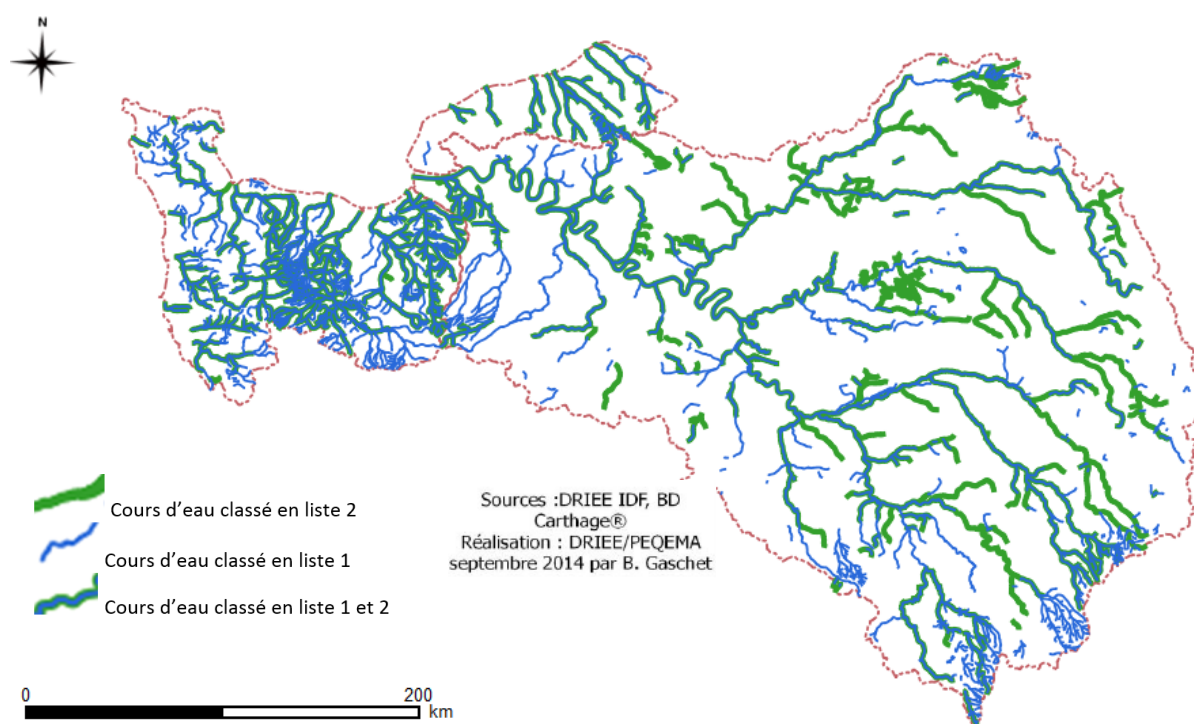 N
Cours d'eau classé en liste 2
Cours d'eau classé en liste 1
Cours d'eau classé en liste 1 et 2
Sources :DRIEE IDF, BD
Carthage®
Réalisation : DRIEE/PEQEMA
septembre 2014 par B. Gaschet
0 200
km